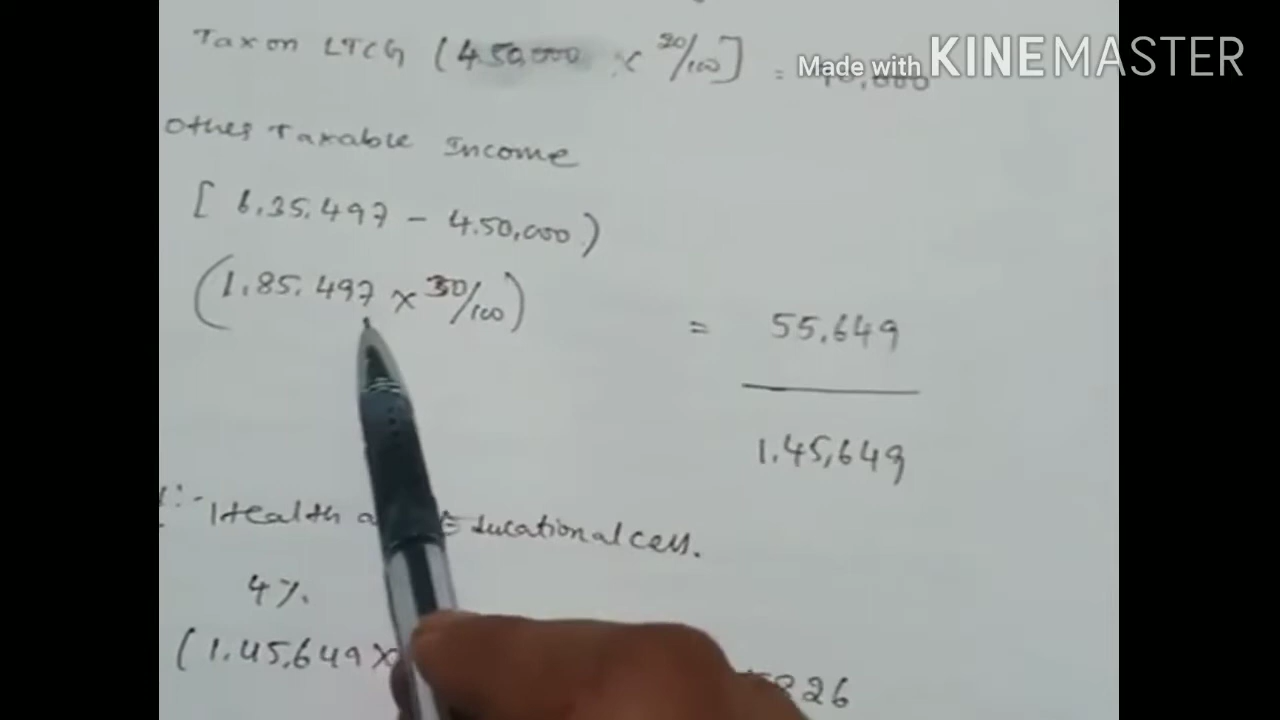 Tax on LTCG (4.50,000 × 20/100] =
Made with KINEMASTER
Other Taxable Income
[ 6.35.497 – 4.50,000)
(1.85.497 × 30/100) = 55.649
1.45,649
Health Educational cess.
4%.
( 1.45,649 ×
826